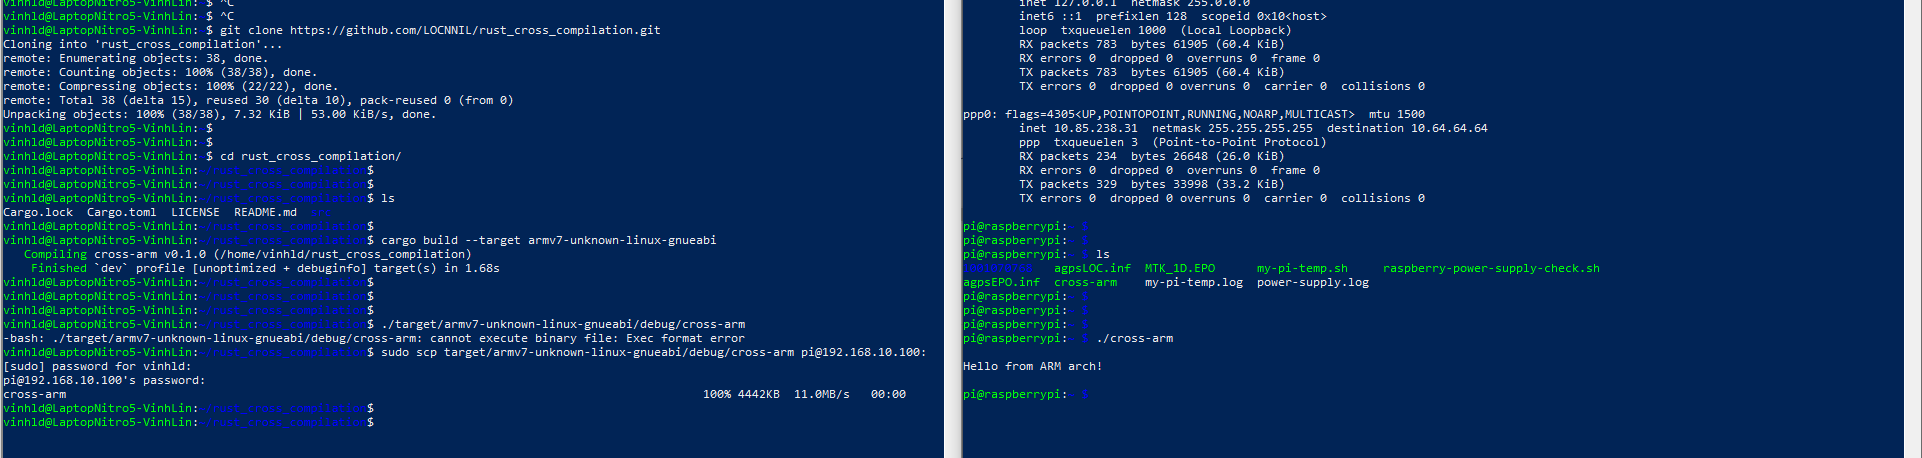 vinhld@LaptopNitro5-VinhLin:~$ ^C
vinhld@LaptopNitro5-VinhLin:~$ ^C
vinhld@LaptopNitro5-VinhLin:~$ git clone https://github.com/LOCNNIL/rust_cross_compilation.git
Cloning into 'rust_cross_compilation'...
remote: Enumerating objects: 38, done.
remote: Counting objects: 100% (38/38), done.
remote: Compressing objects: 100% (22/22), done.
remote: Total 38 (delta 15), reused 30 (delta 10), pack-reused 0 (from 0)
Unpacking objects: 100% (38/38), 7.32 KiB | 53.00 KiB/s, done.
vinhld@LaptopNitro5-VinhLin:~$
vinhld@LaptopNitro5-VinhLin:~$
vinhld@LaptopNitro5-VinhLin:~$ cd rust_cross_compilation/
vinhld@LaptopNitro5-VinhLin:~/rust_cross_compilation$
vinhld@LaptopNitro5-VinhLin:~/rust_cross_compilation$
vinhld@LaptopNitro5-VinhLin:~/rust_cross_compilation$ ls
Cargo.lock  Cargo.toml  LICENSE  README.md  src
vinhld@LaptopNitro5-VinhLin:~/rust_cross_compilation$
vinhld@LaptopNitro5-VinhLin:~/rust_cross_compilation$ cargo build --target armv7-unknown-linux-gnueabi
Compiling cross-arm v0.1.0 (/home/vinhld/rust_cross_compilation)
Finished `dev` profile [unoptimized + debuginfo] target(s) in 1.68s
vinhld@LaptopNitro5-VinhLin:~/rust_cross_compilation$
vinhld@LaptopNitro5-VinhLin:~/rust_cross_compilation$
vinhld@LaptopNitro5-VinhLin:~/rust_cross_compilation$
vinhld@LaptopNitro5-VinhLin:~/rust_cross_compilation$ ./target/armv7-unknown-linux-gnueabi/debug/cross-arm
-bash: ./target/armv7-unknown-linux-gnueabi/debug/cross-arm: cannot execute binary file: Exec format error
vinhld@LaptopNitro5-VinhLin:~/rust_cross_compilation$ sudo scp target/armv7-unknown-linux-gnueabi/debug/cross-arm pi@192.168.10.100:
[sudo] password for vinhld:
pi@192.168.10.100's password:
cross-arm 100% 4442KB 11.0MB/s 00:00
vinhld@LaptopNitro5-VinhLin:~/rust_cross_compilation$
vinhld@LaptopNitro5-VinhLin:~/rust_cross_compilation$
inet 127.0.0.1  netmask 255.0.0.0
inet6 ::1  prefixlen 128  scopeid 0x10<host>
loop  txqueuelen 1000  (Local Loopback)
RX packets 783  bytes 61905 (60.4 KiB)
RX errors 0  dropped 0  overruns 0  frame 0
TX packets 783  bytes 61905 (60.4 KiB)
TX errors 0  dropped 0 overruns 0  carrier 0  collisions 0
ppp0: flags=4305<UP,POINTOPOINT,RUNNING,NOARP,MULTICAST>  mtu 1500
inet 10.85.238.31  netmask 255.255.255.255  destination 10.64.64.64
ppp  txqueuelen 3  (Point-to-Point Protocol)
RX packets 234  bytes 26648 (26.0 KiB)
RX errors 0  dropped 0  overruns 0  frame 0
TX packets 329  bytes 33998 (33.2 KiB)
TX errors 0  dropped 0 overruns 0  carrier 0  collisions 0
pi@raspberrypi:~ $
pi@raspberrypi:~ $
pi@raspberrypi:~ $ ls
agpsLOC.inf  MTK_1D.EPO  my-pi-temp.sh  raspberry-power-supply-check.sh
agpsEPO.inf  cross-arm  my-pi-temp.log  power-supply.log
pi@raspberrypi:~ $
pi@raspberrypi:~ $
pi@raspberrypi:~ $
pi@raspberrypi:~ $ ./cross-arm
Hello from ARM arch!
pi@raspberrypi:~ $